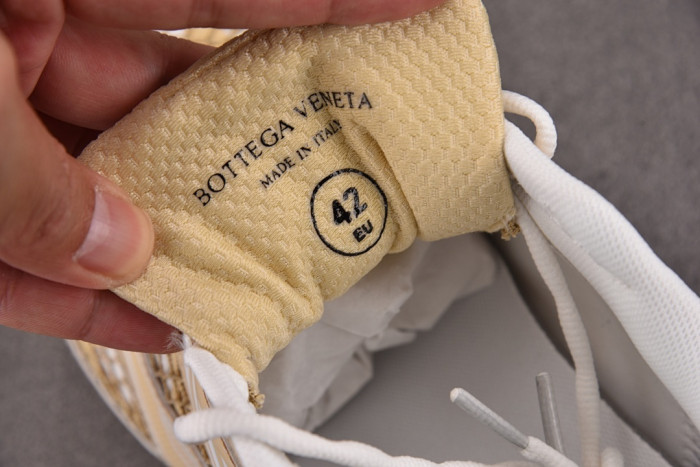 BOTTEGA VENETA
MADE IN ITALY
42
EU